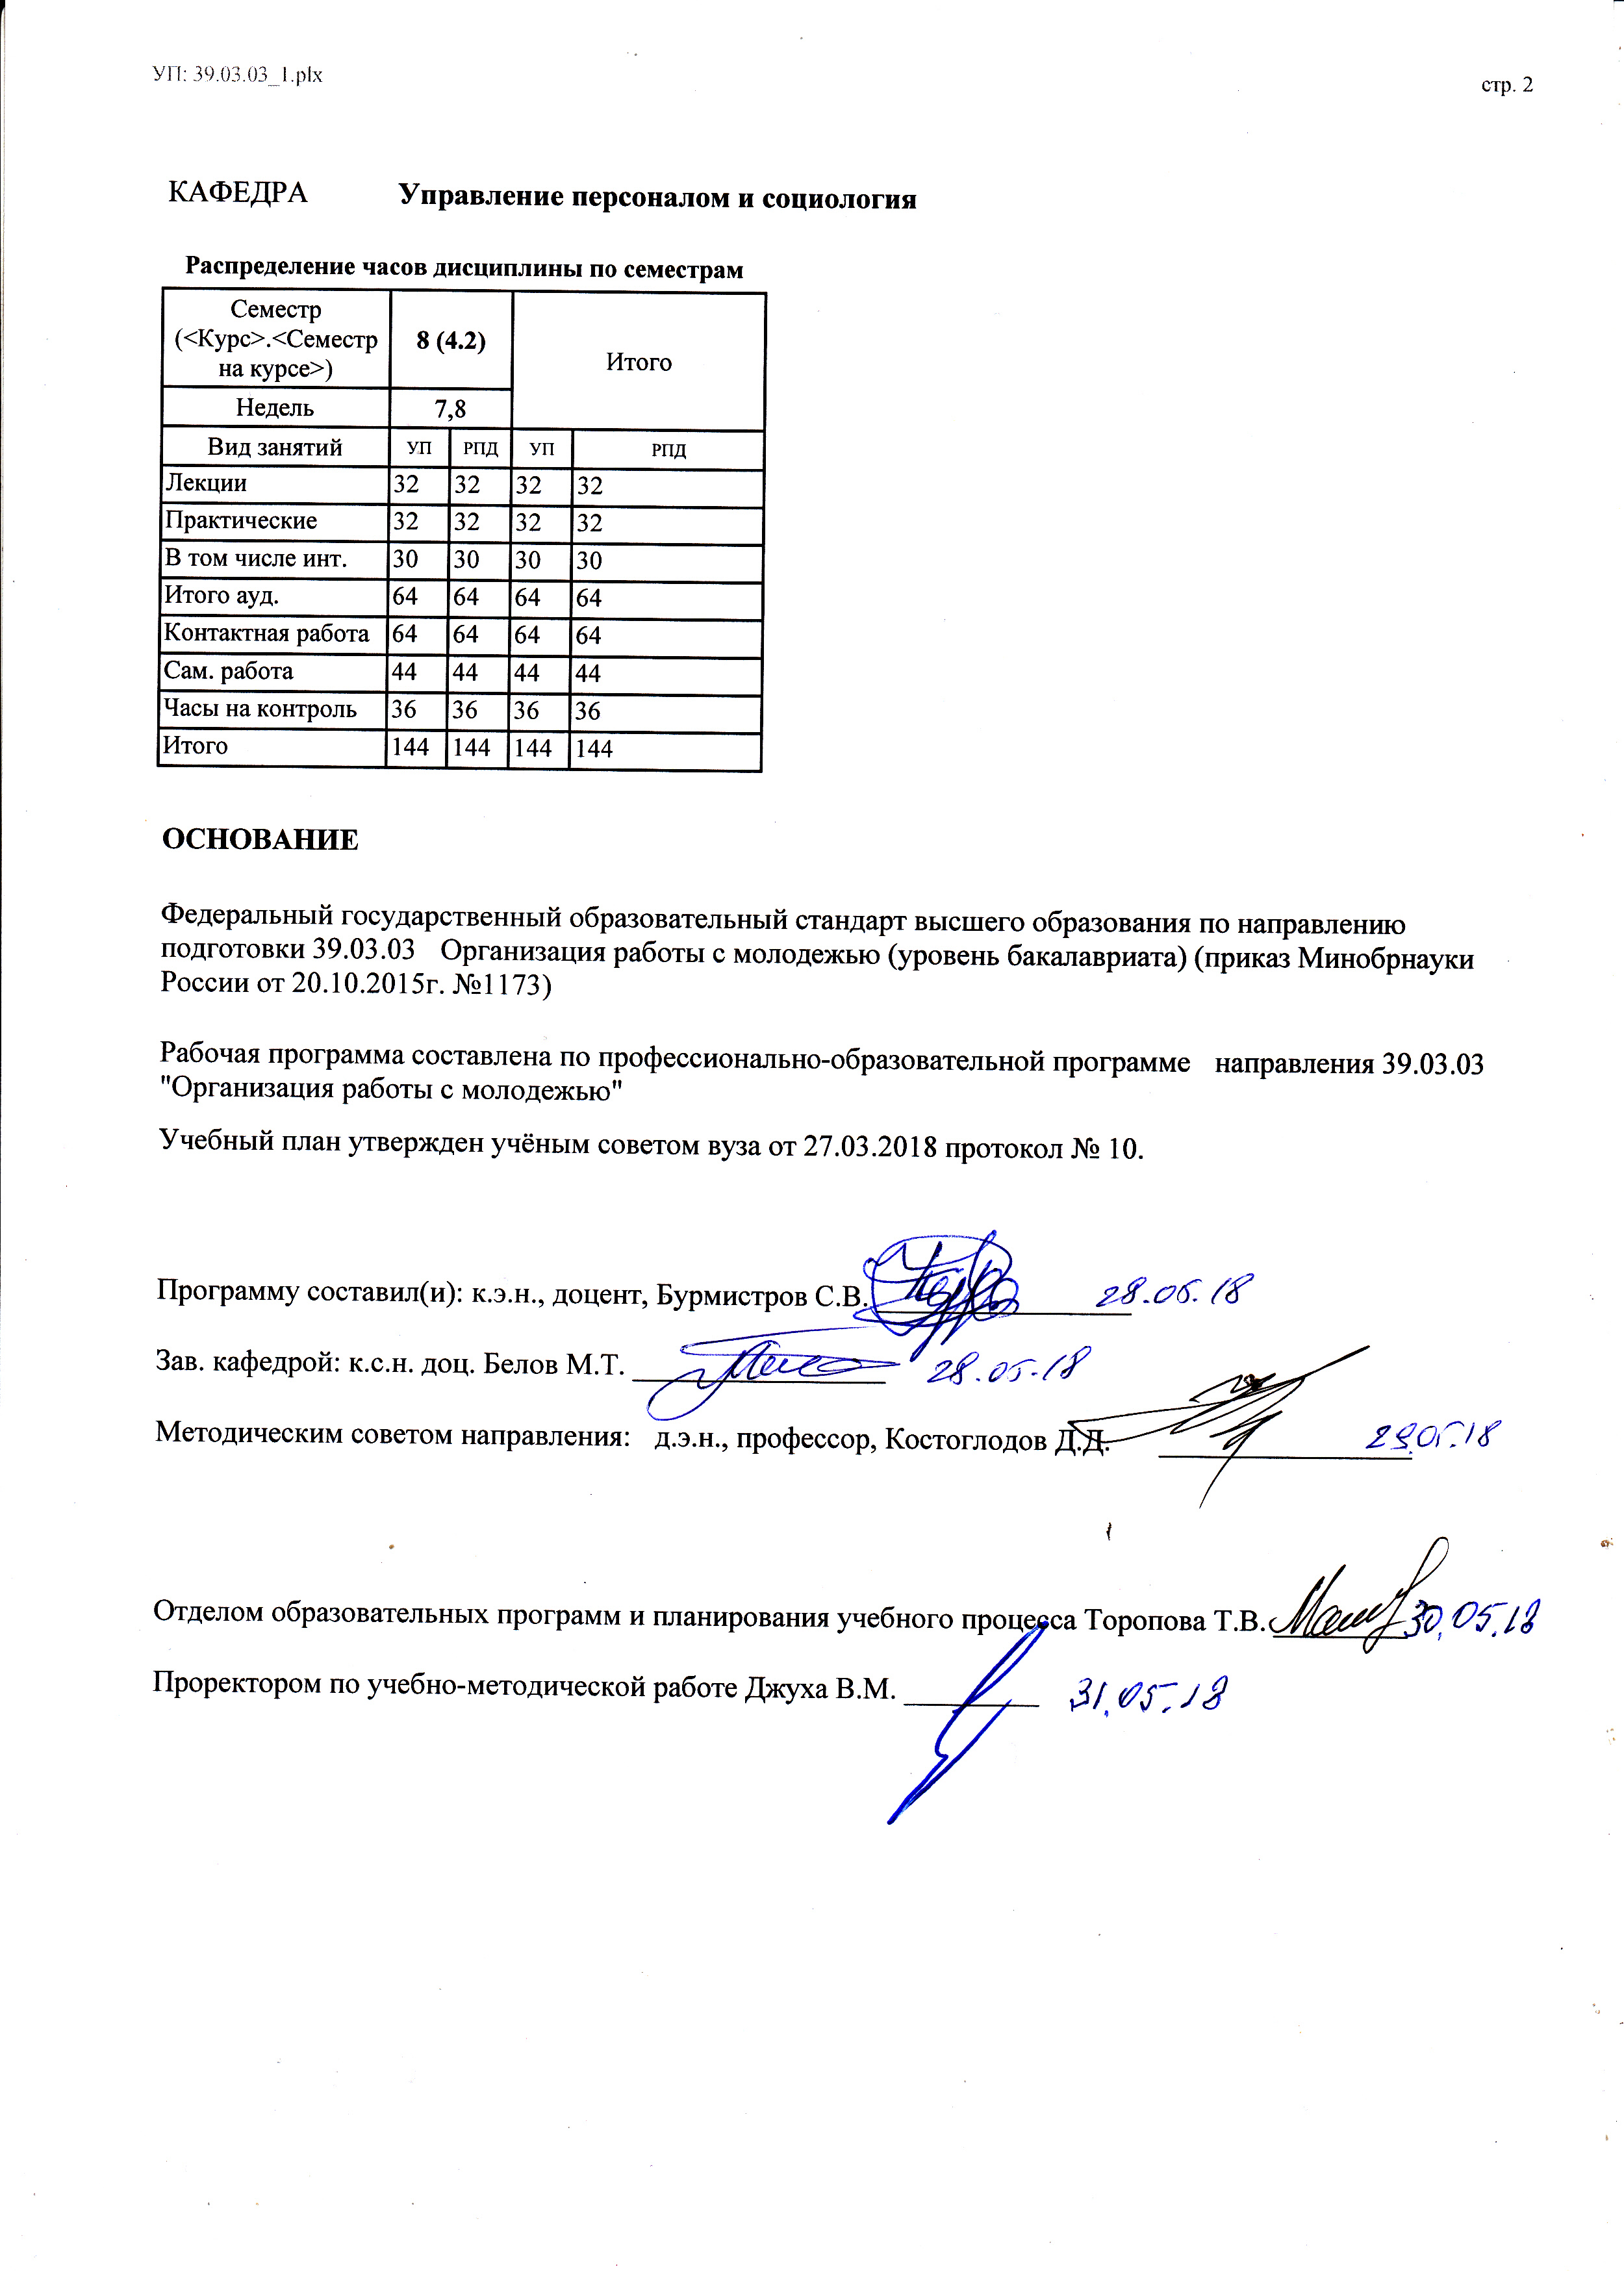 УП: 39.03.03_1.plx
стр. 2
КАФЕДРА Управление персоналом и социология
Распределение часов дисциплины по семестрам
Семестр (<Курс>.<Семестр на курсе>) 8 (4.2) Итого
Недель 7,8
Вид занятий УП РПД УП РПД
Лекции 32 32 32 32
Практические 32 32 32 32
В том числе инт. 30 30 30 30
Итого ауд. 64 64 64 64
Контактная работа 64 64 64 64
Сам. работа 44 44 44 44
Часы на контроль 36 36 36 36
Итого 144 144 144 144
ОСНОВАНИЕ
Федеральный государственный образовательный стандарт высшего образования по направлению
подготовки 39.03.03 Организация работы с молодежью (уровень бакалавриата) (приказ Минобрнауки
России от 20.10.2015г. №1173)
Рабочая программа составлена по профессионально-образовательной программе направления 39.03.03
"Организация работы с молодежью"
Учебный план утвержден учёным советом вуза от 27.03.2018 протокол № 10.
Программу составил(и): к.э.н., доцент, Бурмистров С.В. 28.05.18
Зав. кафедрой: к.с.н. доц. Белов М.Т. 28.05.18
Методическим советом направления: д.э.н., профессор, Костоглодов Д.Д. 29.05.18
Отделом образовательных программ и планирования учебного процесса Торопова Т.В. 30.05.18
Проректором по учебно-методической работе Джуха В.М. 31.05.18